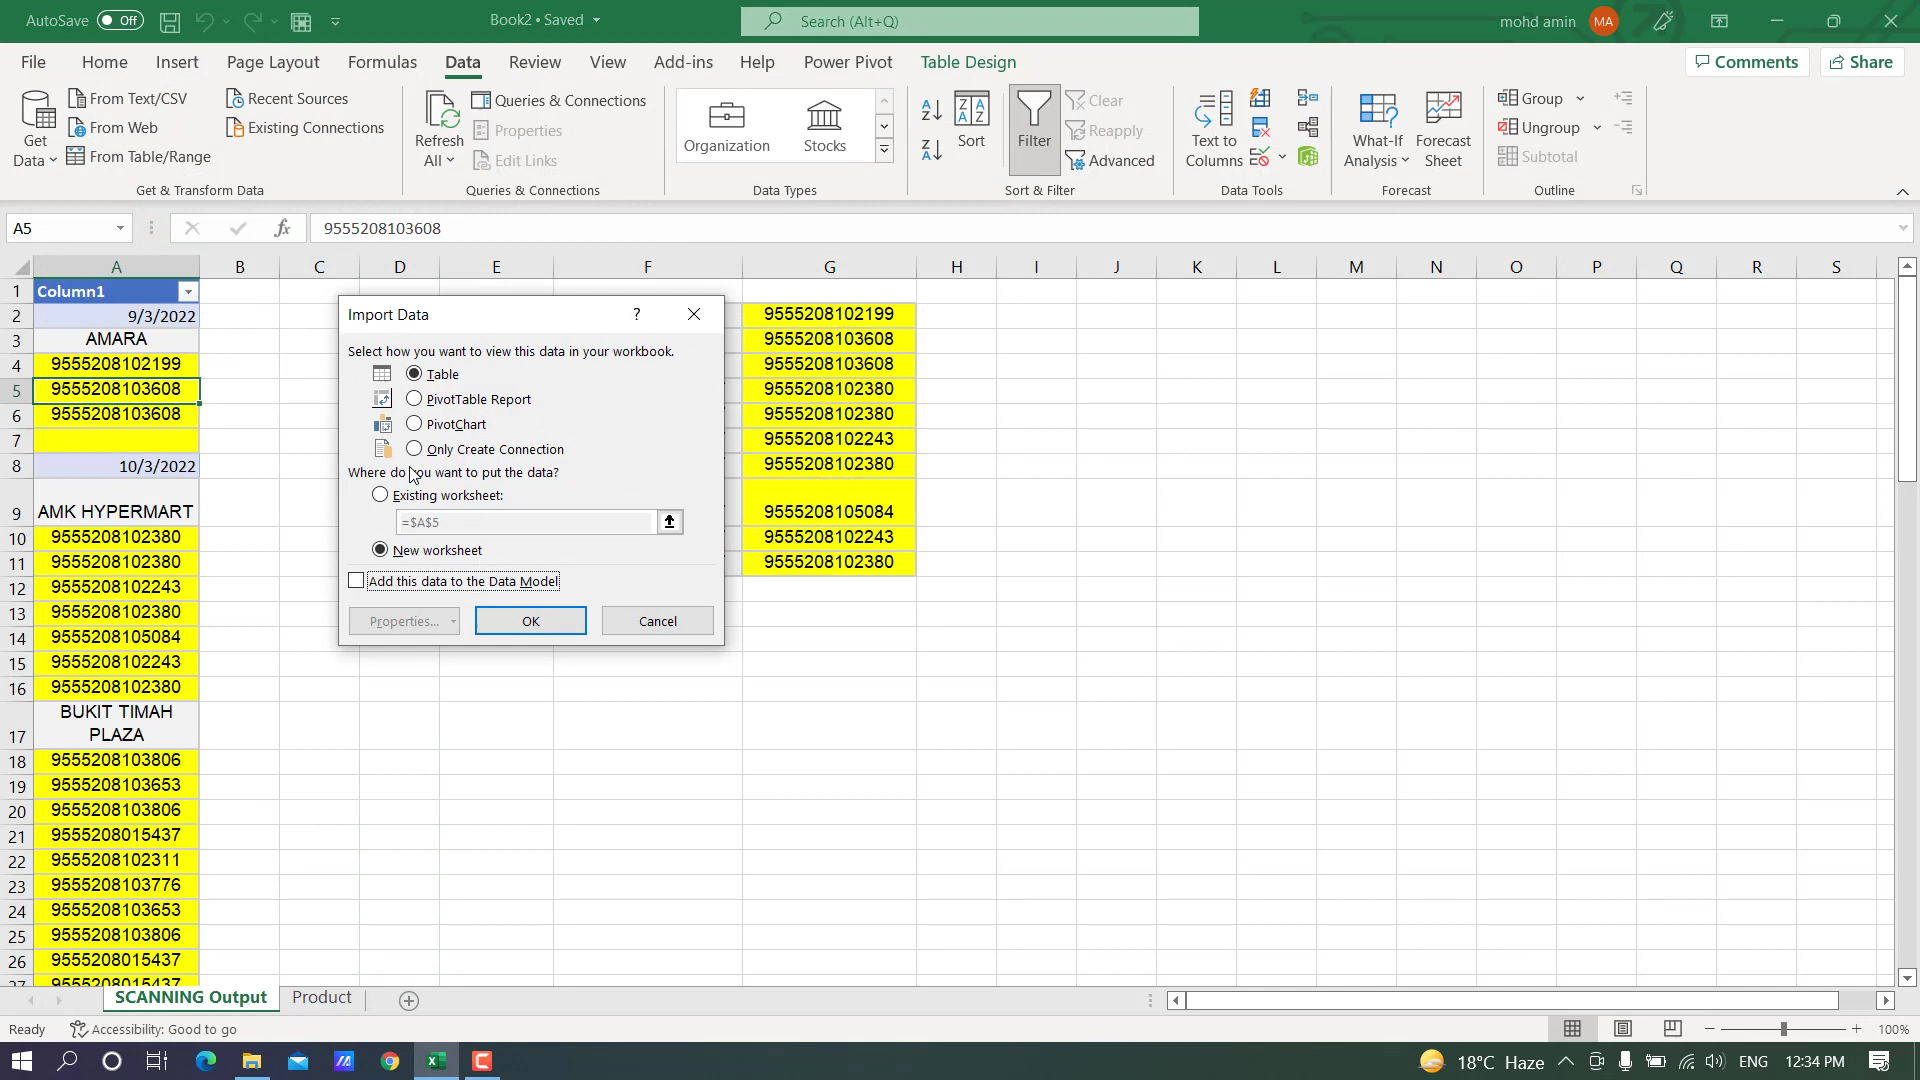 AutoSave Off Book2 • Saved Search (Alt+Q) mohd amin MA
File Home Insert Page Layout Formulas Data Review View Add-ins Help Power Pivot Table Design Comments Share
Get Data
From Text/CSV
From Web
From Table/Range
Recent Sources
Existing Connections
Get & Transform Data
Refresh All
Queries & Connections
Properties
Edit Links
Queries & Connections
Organization Stocks
Data Types
Sort
Filter
Clear
Reapply
Advanced
Sort & Filter
Text to Columns
Data Tools
What-If Analysis
Forecast Sheet
Forecast
Group
Ungroup
Subtotal
Outline
A5 fx 9555208103608
A B C D E F G H I J K L M N O P Q R S
1 Column1
2 9/3/2022 9555208102199
3 AMARA 9555208103608
4 9555208102199 9555208103608
5 9555208103608 9555208102380
6 9555208103608 9555208102380
7 9555208102243
8 10/3/2022 9555208102380
9 AMK HYPERMART 9555208105084
10 9555208102380 9555208102243
11 9555208102380 9555208102380
12 9555208102243
13 9555208102380
14 9555208105084
15 9555208102243
16 9555208102380
17 BUKIT TIMAH PLAZA
18 9555208103806
19 9555208103653
20 9555208103806
21 9555208015437
22 9555208102311
23 9555208103776
24 9555208103653
25 9555208103806
26 9555208015437
27 9555208015437
Import Data ?
Select how you want to view this data in your workbook.
Table
PivotTable Report
PivotChart
Only Create Connection
Where do you want to put the data?
Existing worksheet:
=$A$5
New worksheet
Add this data to the Data Model
Properties... OK Cancel
SCANNING Output Product
Ready Accessibility: Good to go 100%
18°C Haze ENG 12:34 PM